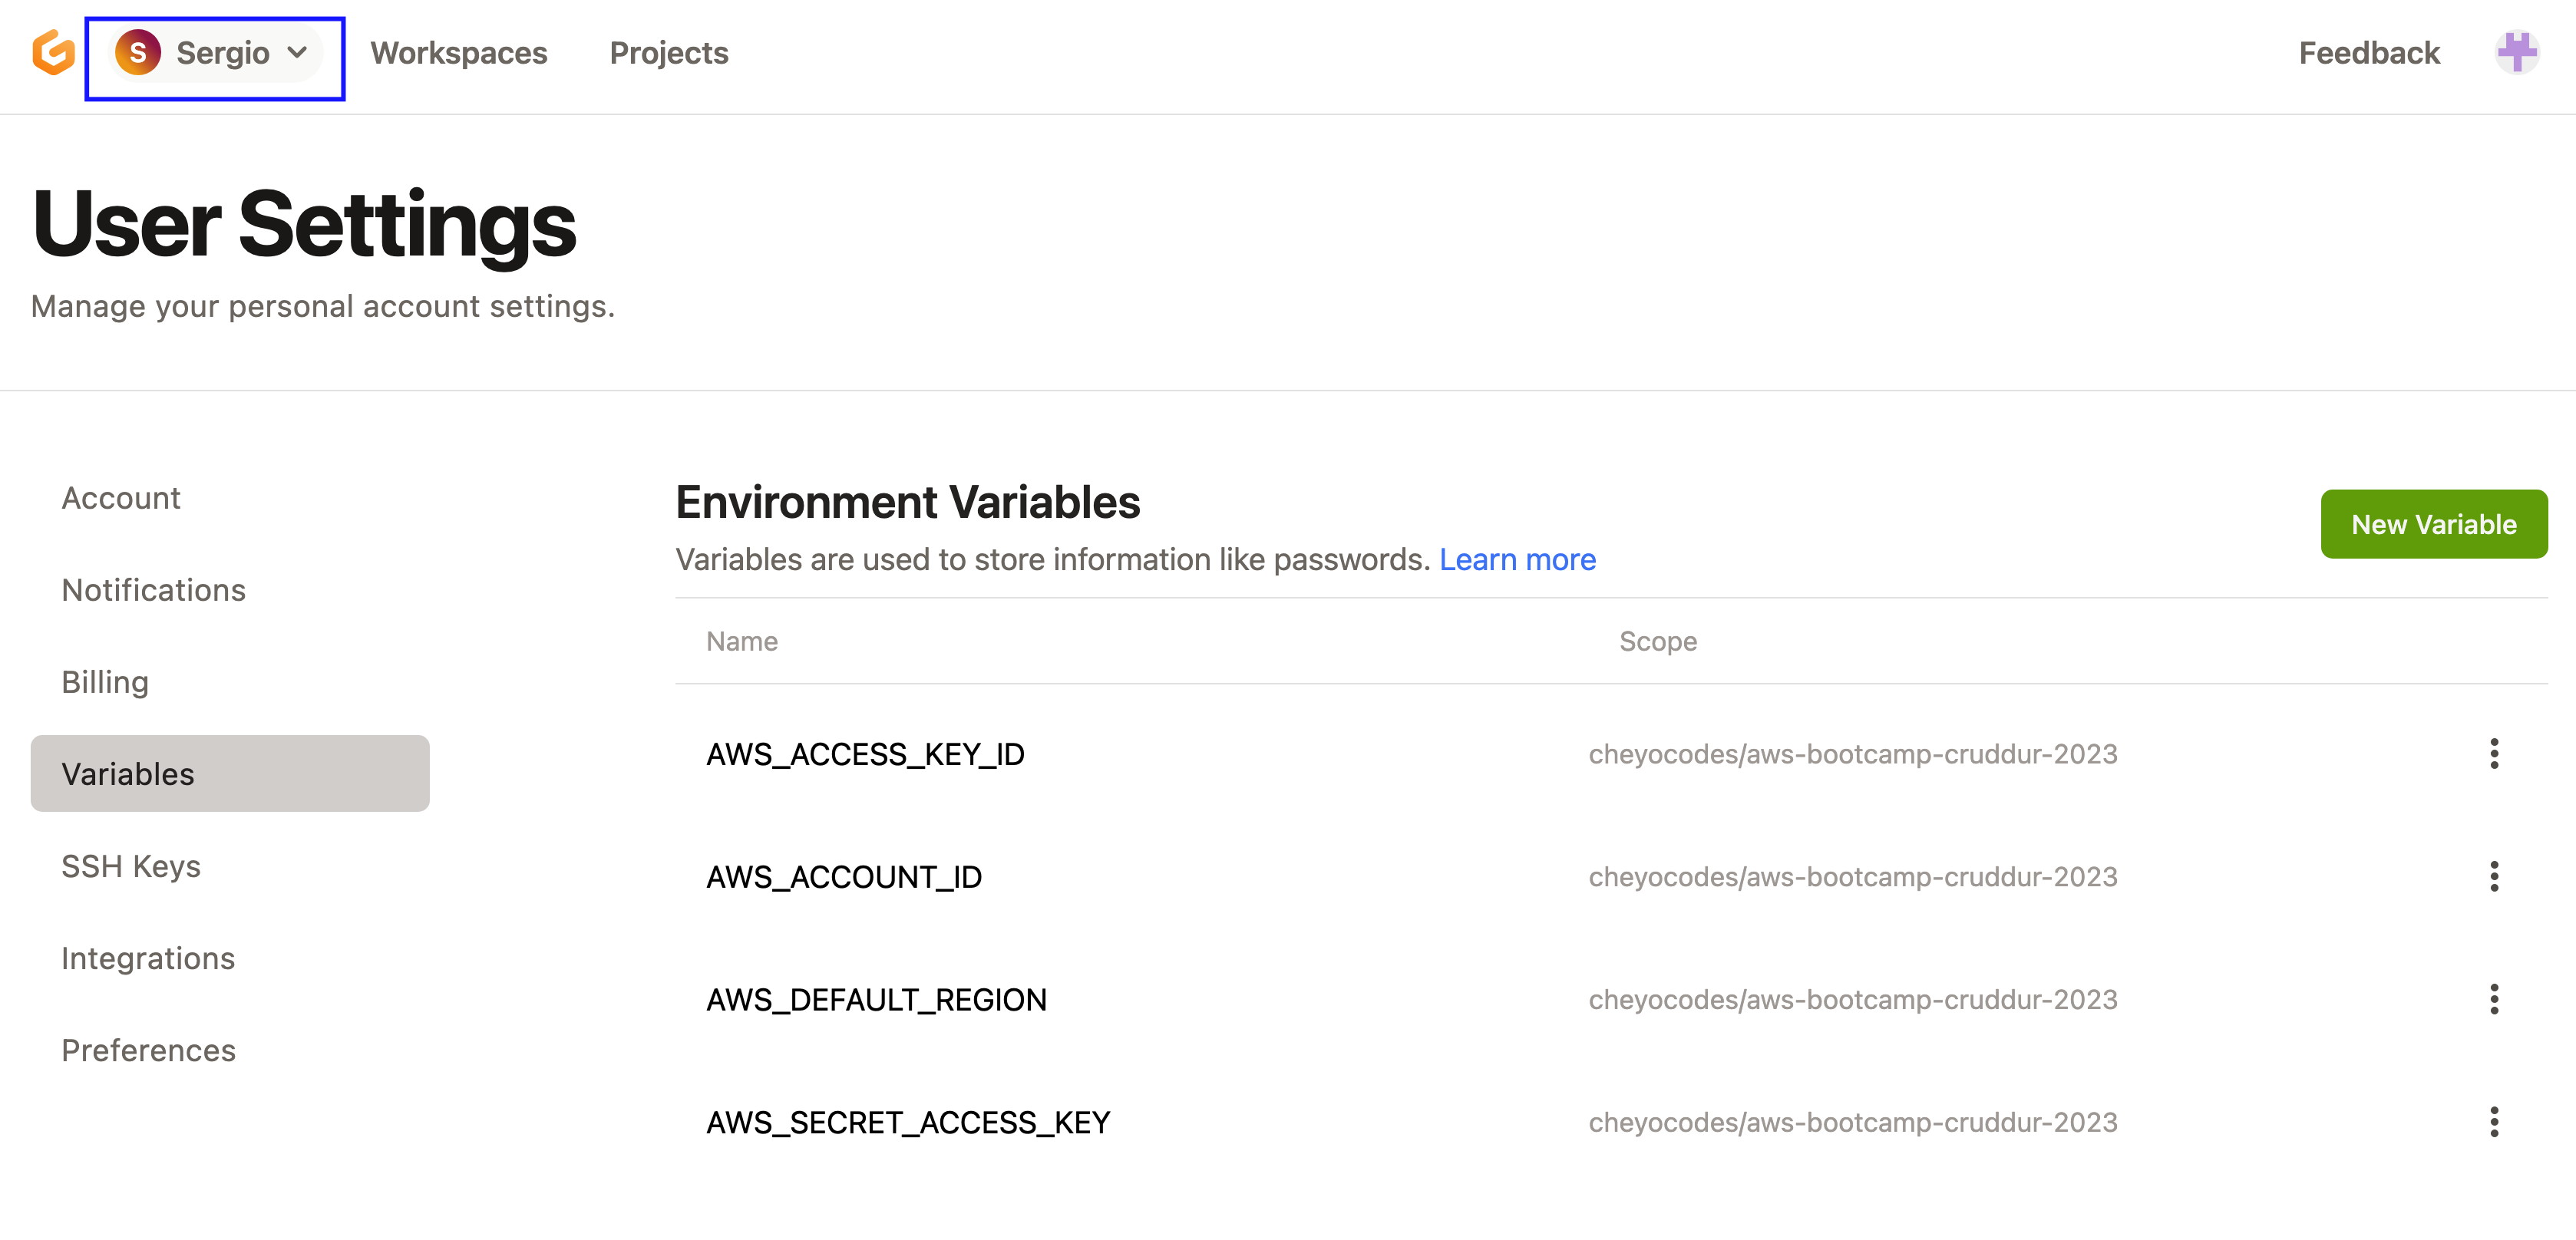 S Sergio Workspaces Projects Feedback
User Settings
Manage your personal account settings.
Account
Notifications
Billing
Variables
SSH Keys
Integrations
Preferences
Environment Variables
Variables are used to store information like passwords. Learn more
New Variable
Name Scope
AWS_ACCESS_KEY_ID cheyocodes/aws-bootcamp-cruddur-2023
AWS_ACCOUNT_ID cheyocodes/aws-bootcamp-cruddur-2023
AWS_DEFAULT_REGION cheyocodes/aws-bootcamp-cruddur-2023
AWS_SECRET_ACCESS_KEY cheyocodes/aws-bootcamp-cruddur-2023